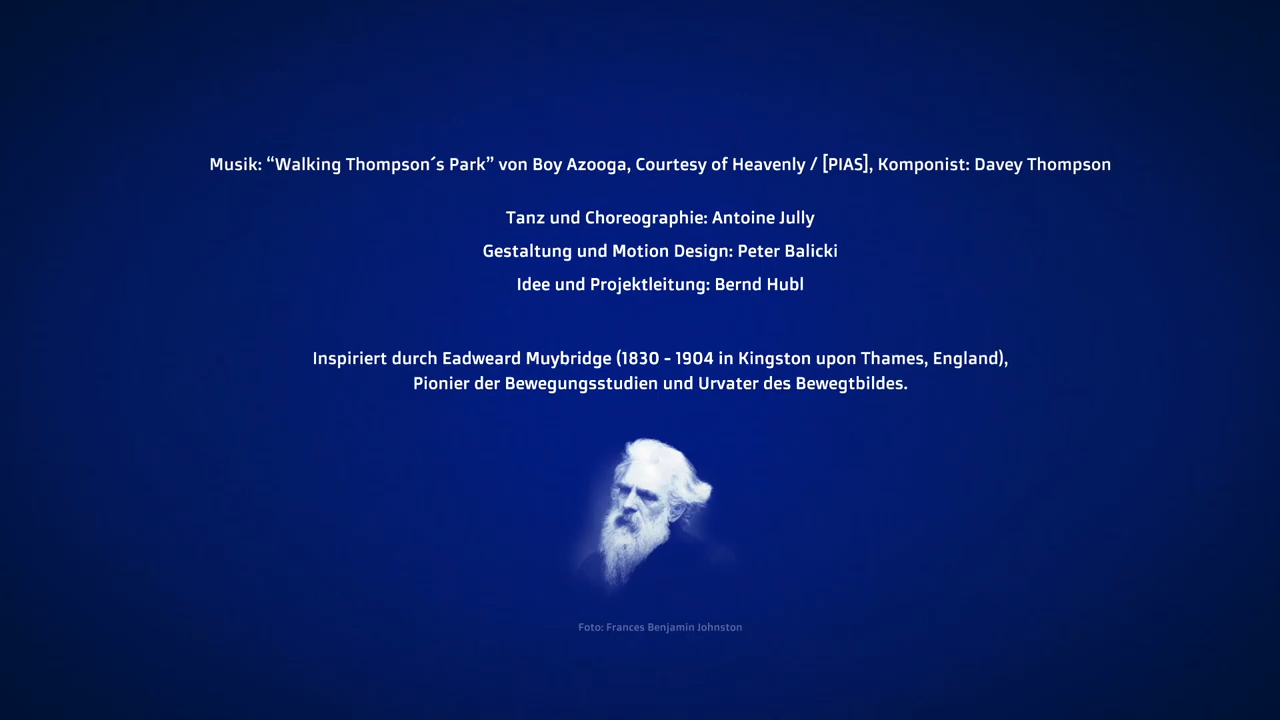 Musik: “Walking Thompson´s Park” von Boy Azooga, Courtesy of Heavenly / [PIAS], Komponist: Davey Thompson
Tanz und Choreographie: Antoine Jully
Gestaltung und Motion Design: Peter Balicki
Idee und Projektleitung: Bernd Hubl
Inspiriert durch Eadweard Muybridge (1830 - 1904 in Kingston upon Thames, England),
Pionier der Bewegungsstudien und Urvater des Bewegtbildes.
Foto: Frances Benjamin Johnston